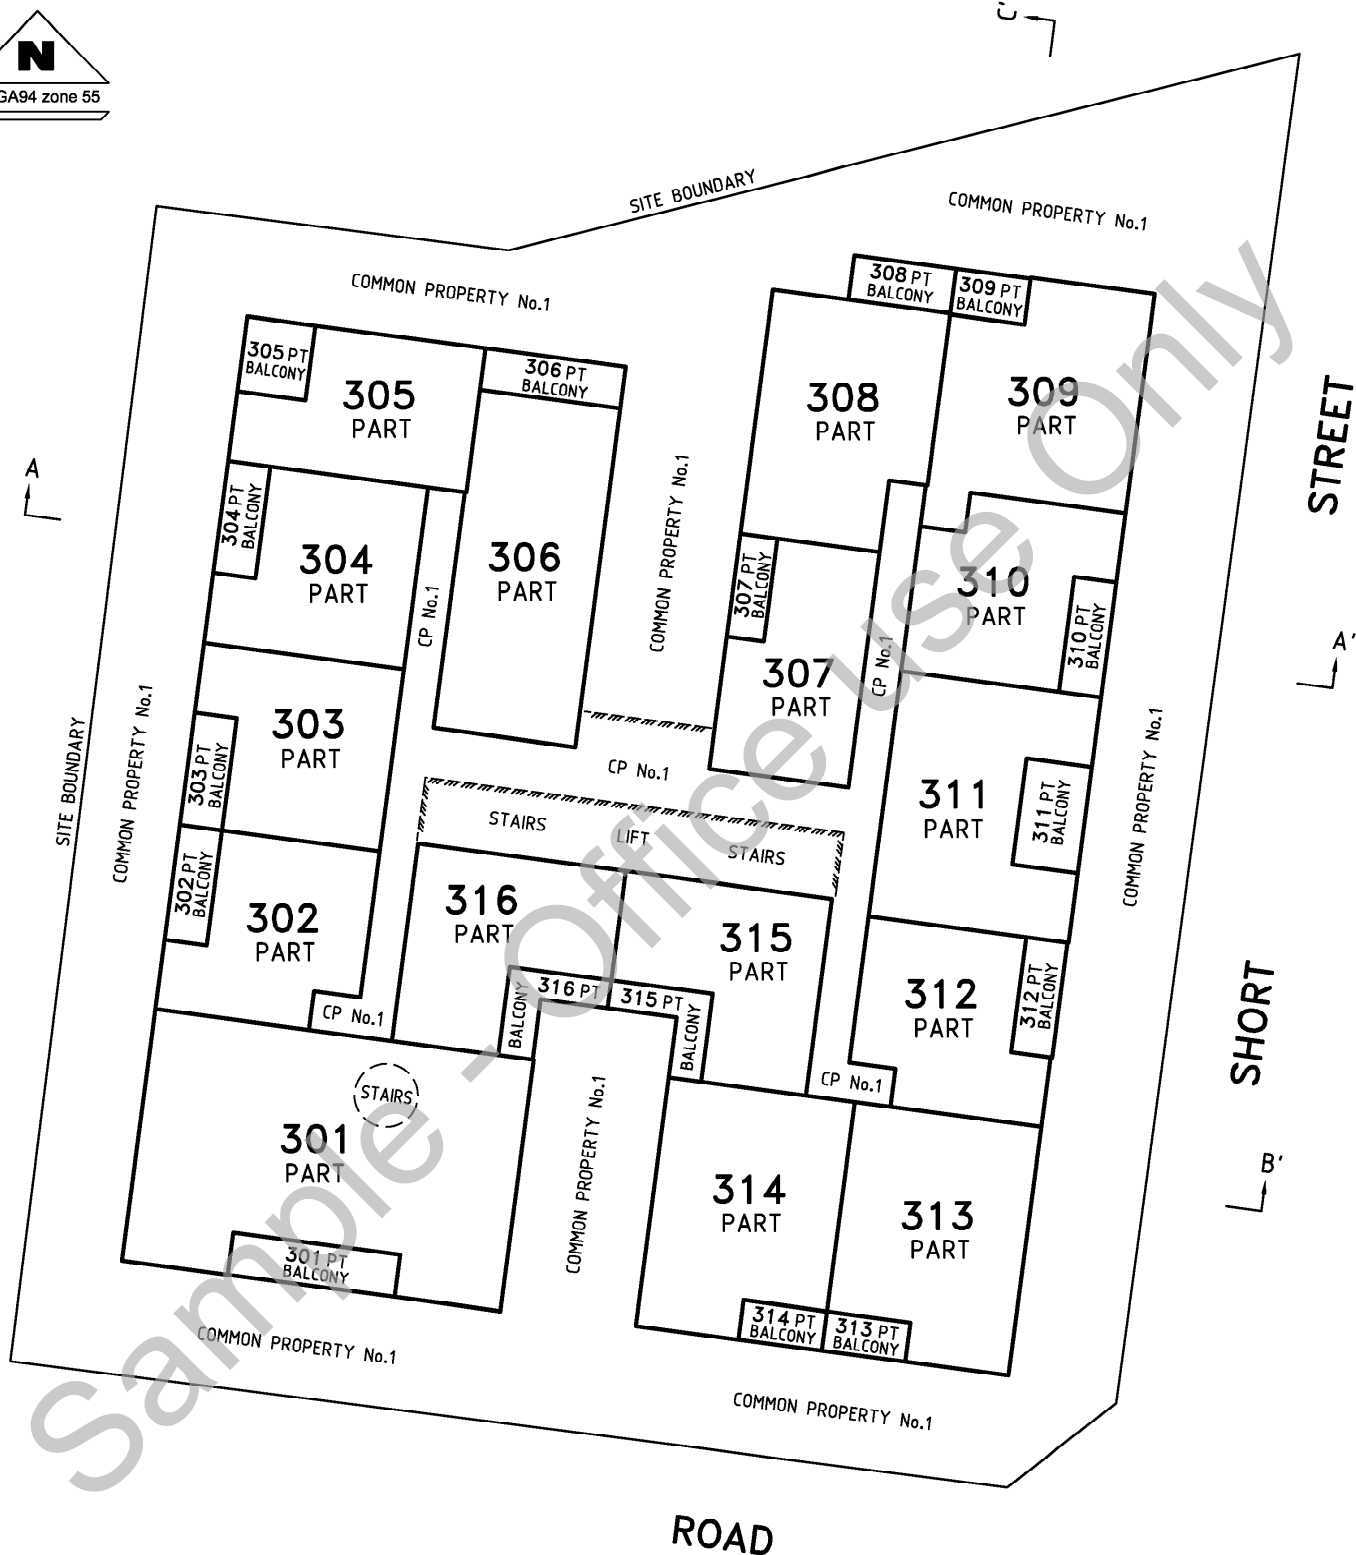 N
GA94 zone 55
C'
SITE BOUNDARY
COMMON PROPERTY No.1
COMMON PROPERTY No.1
308 PT
BALCONY
309 PT
BALCONY
305 PT
BALCONY
306 PT
BALCONY
305
PART
308
PART
309
PART
STREET
A
304 PT
BALCONY
304
PART
CP No.1
306
PART
COMMON PROPERTY No.1
307 PT
BALCONY
310
PART
310 PT
BALCONY
A'
307
PART
CP No.1
303
PART
303 PT
BALCONY
SITE BOUNDARY
COMMON PROPERTY No.1
CP No.1
311
PART
311 PT
BALCONY
COMMON PROPERTY No.1
STAIRS
LIFT
STAIRS
302 PT
BALCONY
302
PART
316
PART
315
PART
316 PT
BALCONY
315 PT
BALCONY
312
PART
312 PT
BALCONY
SHORT
CP No.1
CP No.1
STAIRS
301
PART
COMMON PROPERTY No.1
314
PART
313
PART
B'
301 PT
BALCONY
314 PT
BALCONY
313 PT
BALCONY
COMMON PROPERTY No.1
COMMON PROPERTY No.1
ROAD
Sample - Office use Only